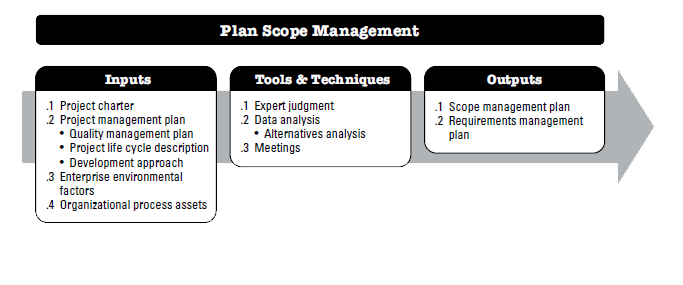 Plan Scope Management
Inputs
.1 Project charter
.2 Project management plan
• Quality management plan
• Project life cycle description
• Development approach
.3 Enterprise environmental
factors
.4 Organizational process assets
Tools & Techniques
.1 Expert judgment
.2 Data analysis
• Alternatives analysis
.3 Meetings
Outputs
.1 Scope management plan
.2 Requirements management
plan